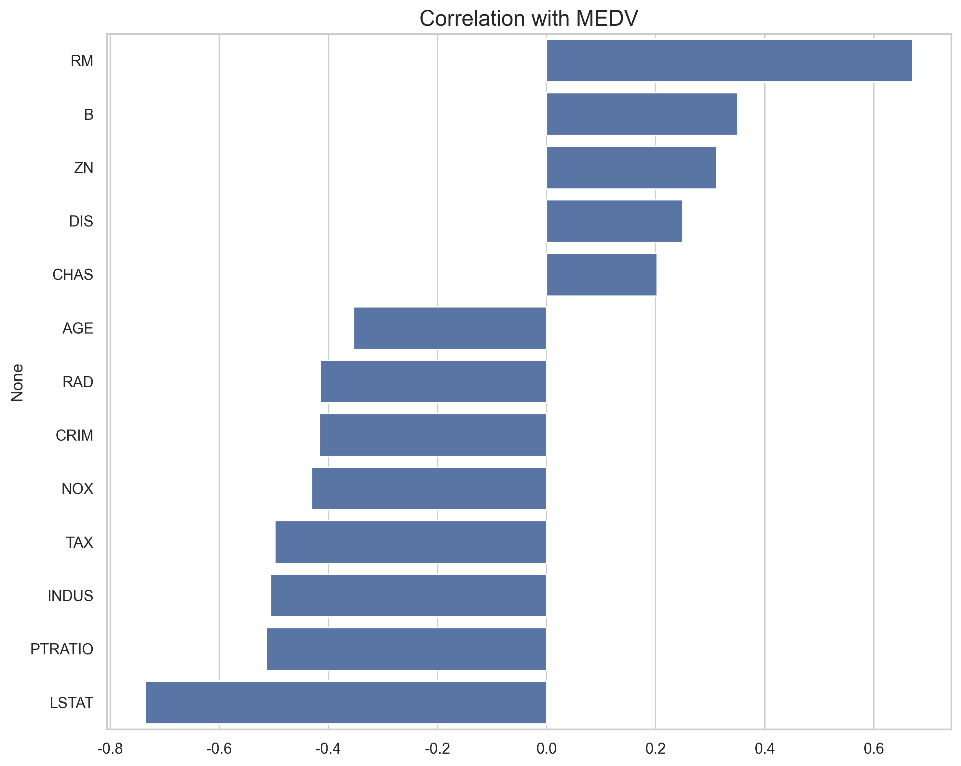 Correlation with MEDV
RM
B
ZN
DIS
CHAS
AGE
RAD
CRIM
NOX
TAX
INDUS
PTRATIO
LSTAT
None
-0.8 -0.6 -0.4 -0.2 0.0 0.2 0.4 0.6